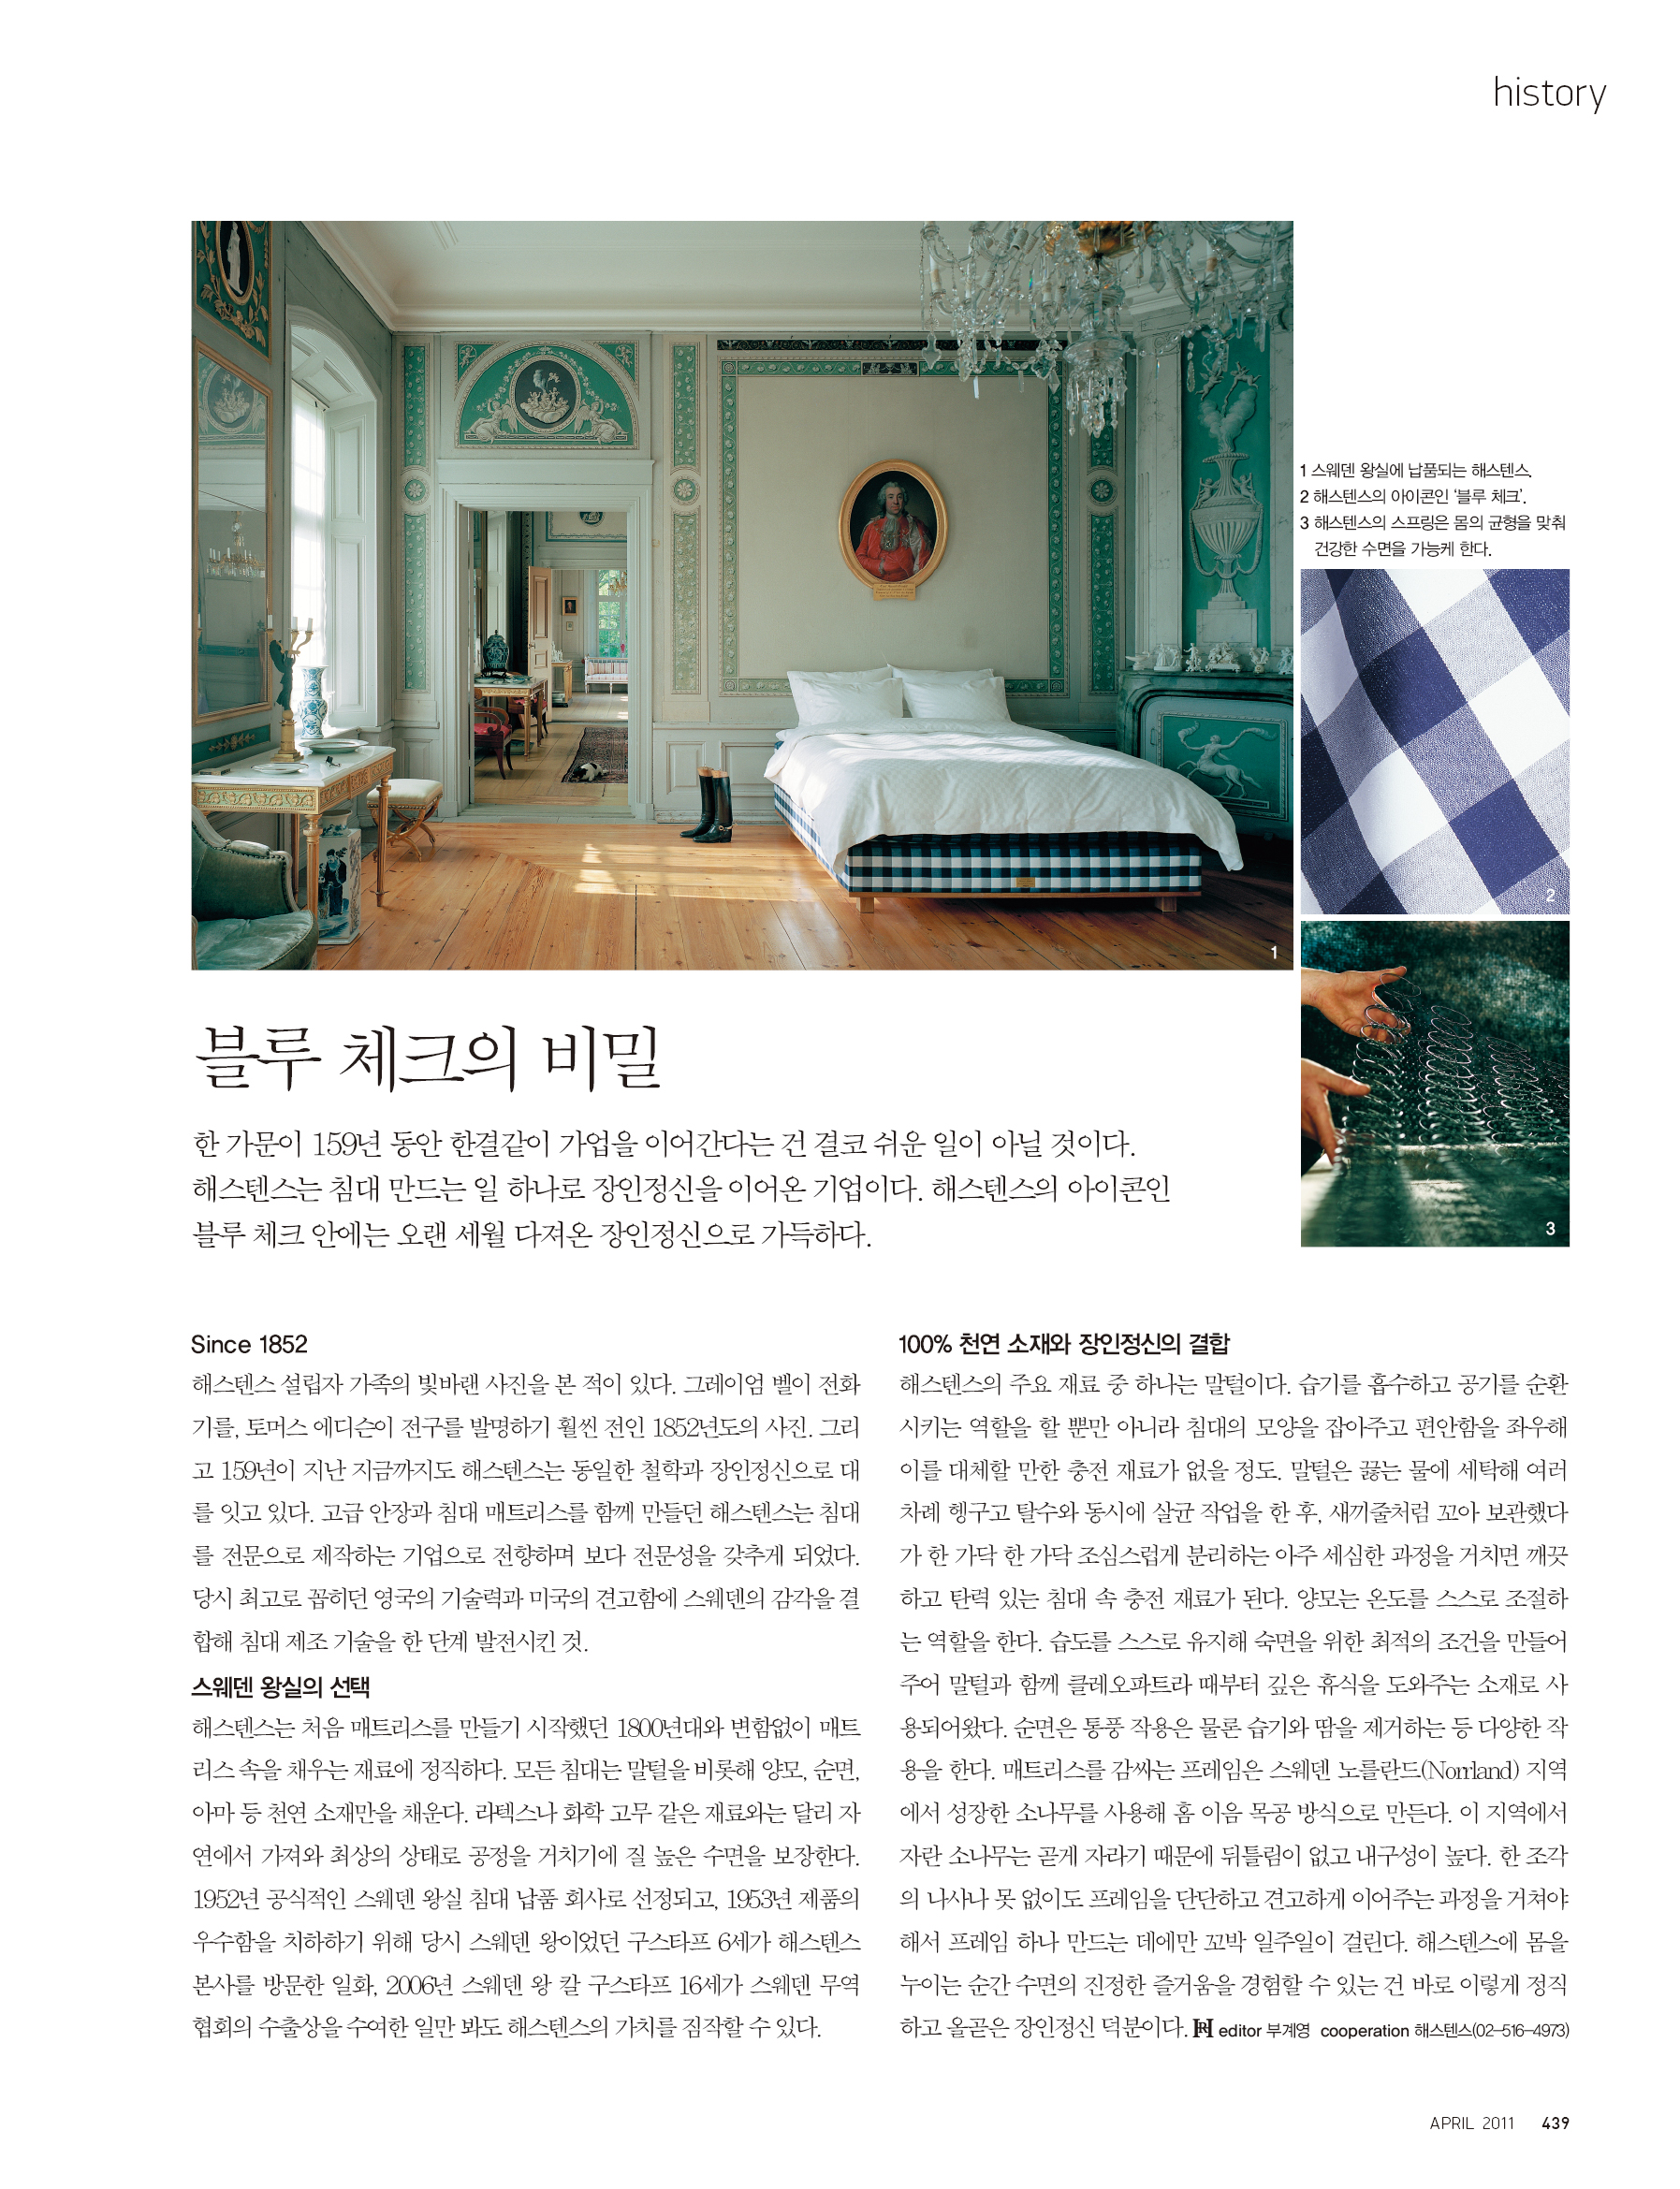 history
1 스웨덴 왕실에 납품되는 해스텐스.
2 해스텐스의 아이콘인 ‘블루 체크’.
3 해스텐스의 스프링은 몸의 균형을 맞춰
건강한 수면을 가능케 한다.
1
2
3
블루 체크의 비밀
한 가문이 159년 동안 한결같이 가업을 이어간다는 건 결코 쉬운 일이 아닐 것이다.
해스텐스는 침대 만드는 일 하나로 장인정신을 이어온 기업이다. 해스텐스의 아이콘인
블루 체크 안에는 오랜 세월 다져온 장인정신으로 가득하다.
Since 1852
해스텐스 설립자 가족의 빛바랜 사진을 본 적이 있다. 그레이엄 벨이 전화
기를, 토머스 에디슨이 전구를 발명하기 훨씬 전인 1852년도의 사진. 그리
고 159년이 지난 지금까지도 해스텐스는 동일한 철학과 장인정신으로 대
를 잇고 있다. 고급 안장과 침대 매트리스를 함께 만들던 해스텐스는 침대
를 전문으로 제작하는 기업으로 전향하며 보다 전문성을 갖추게 되었다.
당시 최고로 꼽히던 영국의 기술력과 미국의 견고함에 스웨덴의 감각을 결
합해 침대 제조 기술을 한 단계 발전시킨 것.
스웨덴 왕실의 선택
해스텐스는 처음 매트리스를 만들기 시작했던 1800년대와 변함없이 매트
리스 속을 채우는 재료에 정직하다. 모든 침대는 말털을 비롯해 양모, 순면,
아마 등 천연 소재만을 채운다. 라텍스나 화학 고무 같은 재료와는 달리 자
연에서 가져와 최상의 상태로 공정을 거치기에 질 높은 수면을 보장한다.
1952년 공식적인 스웨덴 왕실 침대 납품 회사로 선정되고, 1953년 제품의
우수함을 치하하기 위해 당시 스웨덴 왕이었던 구스타프 6세가 해스텐스
본사를 방문한 일화, 2006년 스웨덴 왕 칼 구스타프 16세가 스웨덴 무역
협회의 수출상을 수여한 일만 봐도 해스텐스의 가치를 짐작할 수 있다.
100% 천연 소재와 장인정신의 결합
해스텐스의 주요 재료 중 하나는 말털이다. 습기를 흡수하고 공기를 순환
시키는 역할을 할 뿐만 아니라 침대의 모양을 잡아주고 편안함을 좌우해
이를 대체할 만한 충전 재료가 없을 정도. 말털은 끓는 물에 세탁해 여러
차례 헹구고 탈수와 동시에 살균 작업을 한 후, 새끼줄처럼 꼬아 보관했다
가 한 가닥 한 가닥 조심스럽게 분리하는 아주 세심한 과정을 거치면 깨끗
하고 탄력 있는 침대 속 충전 재료가 된다. 양모는 온도를 스스로 조절하
는 역할을 한다. 습도를 스스로 유지해 숙면을 위한 최적의 조건을 만들어
주어 말털과 함께 클레오파트라 때부터 깊은 휴식을 도와주는 소재로 사
용되어왔다. 순면은 통풍 작용은 물론 습기와 땀을 제거하는 등 다양한 작
용을 한다. 매트리스를 감싸는 프레임은 스웨덴 노를란드(Norrland) 지역
에서 성장한 소나무를 사용해 홈 이음 목공 방식으로 만든다. 이 지역에서
자란 소나무는 곧게 자라기 때문에 뒤틀림이 없고 내구성이 높다. 한 조각
의 나사나 못 없이도 프레임을 단단하고 견고하게 이어주는 과정을 거쳐야
해서 프레임 하나 만드는 데에만 꼬박 일주일이 걸린다. 해스텐스에 몸을
누이는 순간 수면의 진정한 즐거움을 경험할 수 있는 건 바로 이렇게 정직
하고 올곧은 장인정신 덕분이다. editor 부계영 cooperation 해스텐스(02-516-4973)
APRIL 2011 439